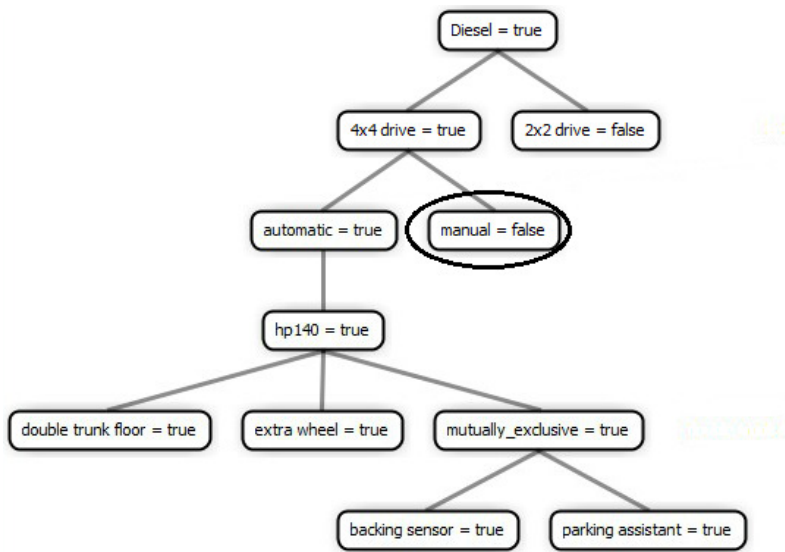 Diesel = true
4x4 drive = true
2x2 drive = false
automatic = true
manual = false
hp140 = true
double trunk floor = true
extra wheel = true
mutually_exclusive = true
backing sensor = true
parking assistant = true